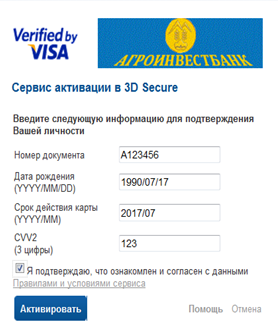 Verified by
VISA
АГРОИНВЕСТБАНК
Сервис активации в 3D Secure
Введите следующую информацию для подтверждения
Вашей личности
Номер документа A123456
Дата рождения
(YYYY/MM/DD) 1990/07/17
Срок действия карты
(YYYY/MM) 2017/07
CVV2
(3 цифры) 123
Я подтверждаю, что ознакомлен и согласен с данными
Правилами и условиями сервиса
Активировать Помощь Отмена